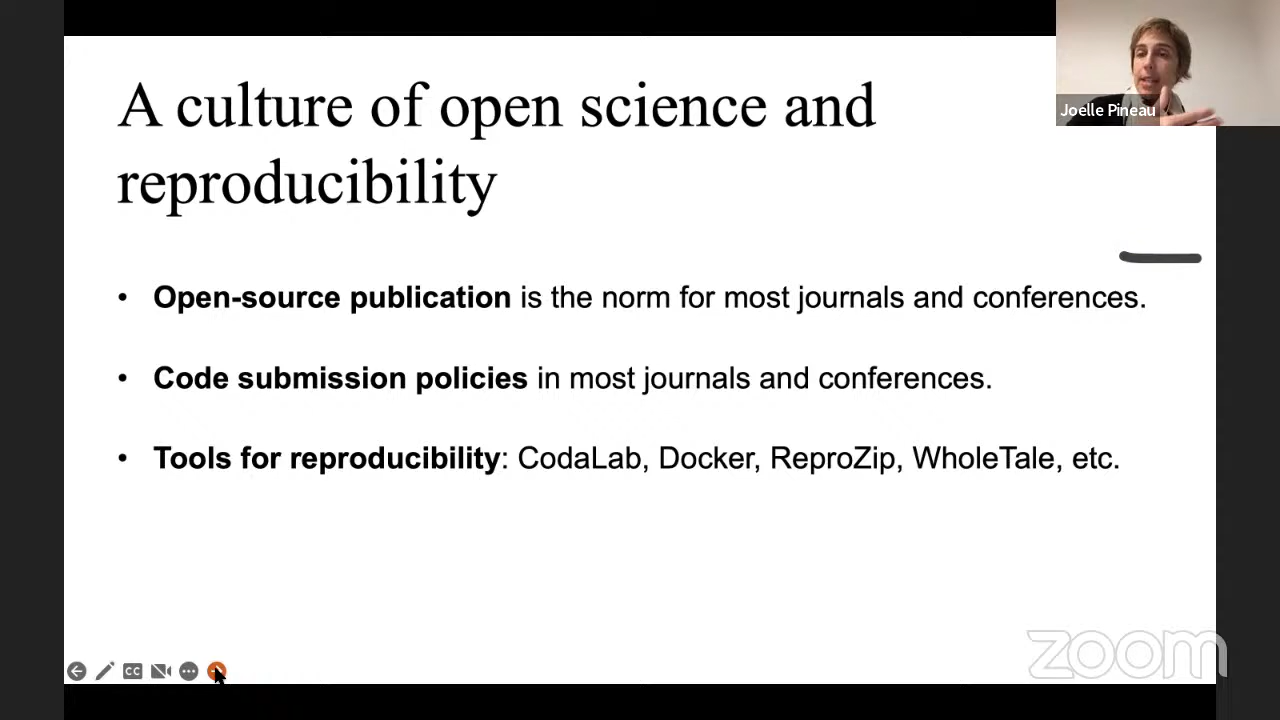 Joelle Pineau
A culture of open science and
reproducibility
• Open-source publication is the norm for most journals and conferences.
• Code submission policies in most journals and conferences.
• Tools for reproducibility: CodaLab, Docker, ReproZip, WholeTale, etc.
CC
zoom